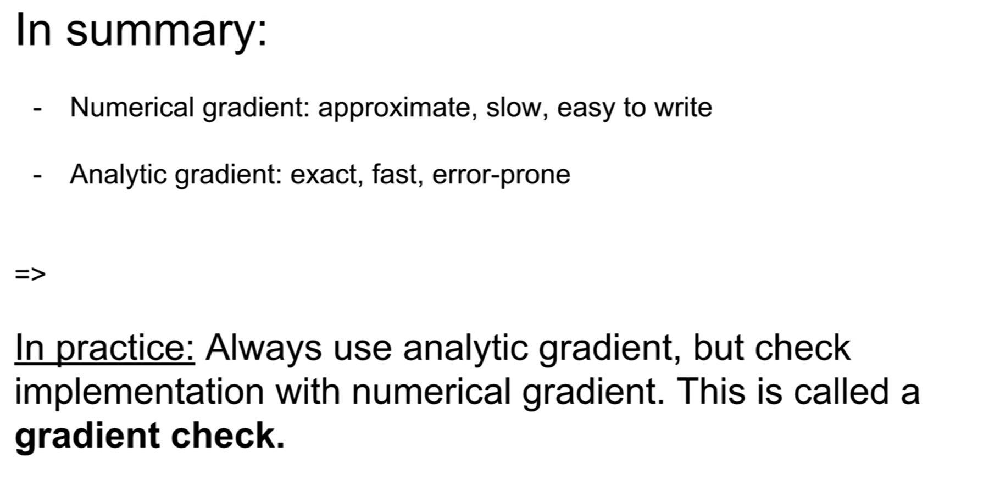 In summary:
- Numerical gradient: approximate, slow, easy to write
- Analytic gradient: exact, fast, error-prone
=>
In practice: Always use analytic gradient, but check
implementation with numerical gradient. This is called a
gradient check.